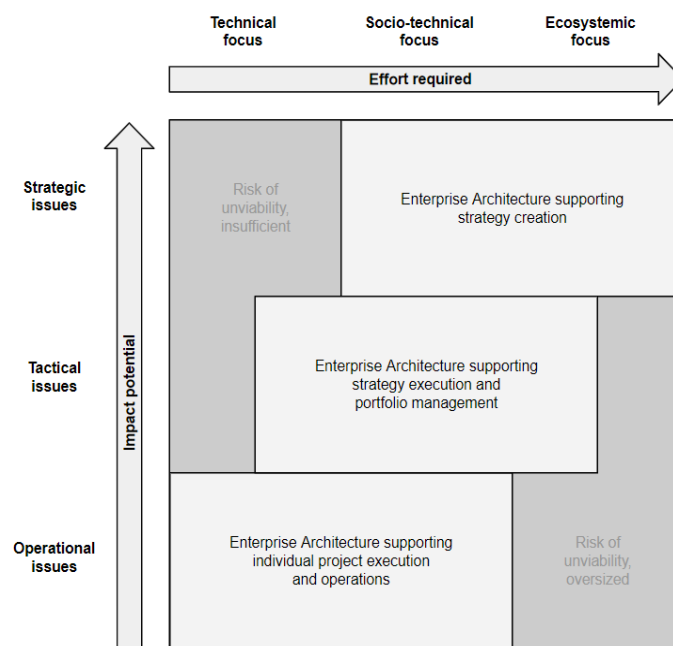 Technical
focus
Socio-technical
focus
Ecosystemic
focus
Effort required
Strategic
issues
Risk of
unviability,
insufficient
Enterprise Architecture supporting
strategy creation
Impact potential
Tactical
issues
Enterprise Architecture supporting
strategy execution and
portfolio management
Operational
issues
Enterprise Architecture supporting
individual project execution
and operations
Risk of
unviability,
oversized